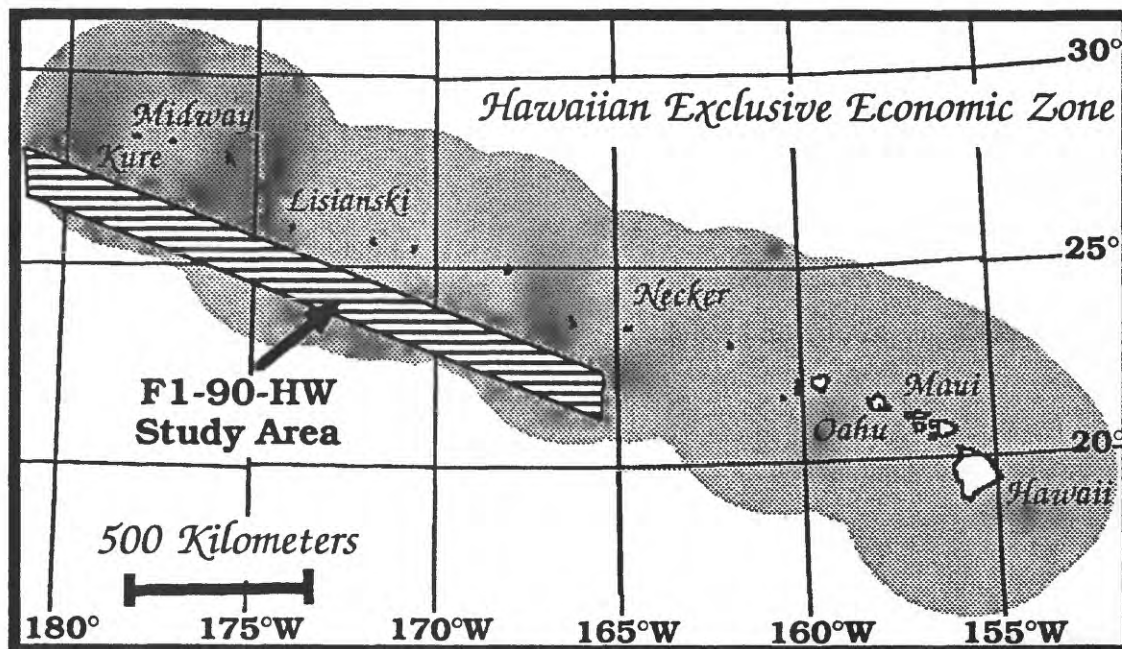 30°
Hawaiian Exclusive Economic Zone
Midway
Kure
Lisianski
25°
Necker
F1-90-HW
Study Area
Maui
Oahu
20°
Hawaii
500 Kilometers
180°
175°W
170°W
165°W
160°W
155°W